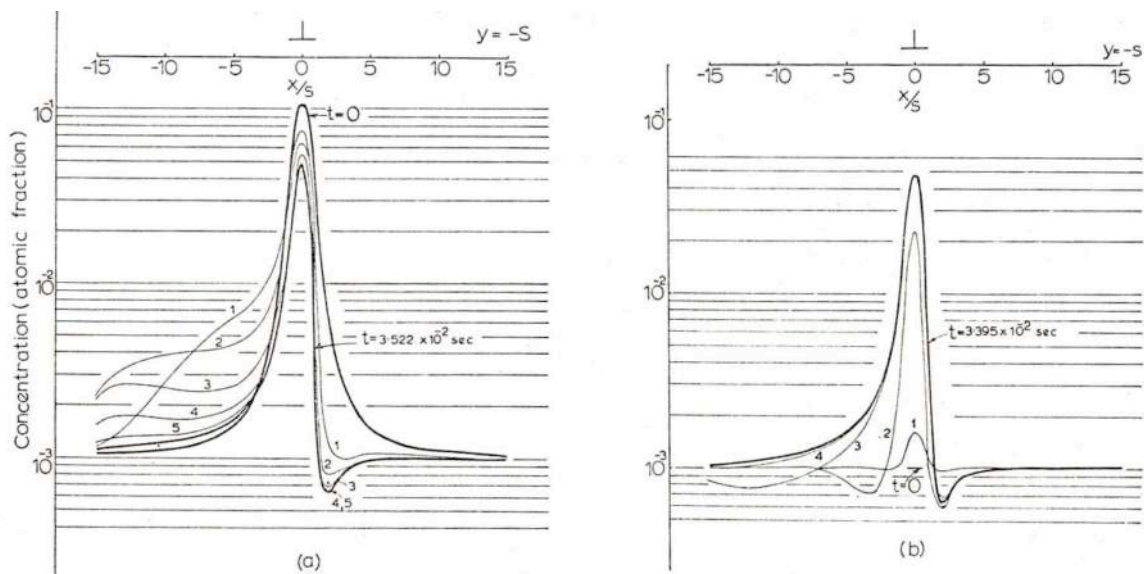 y = -S
-15 -10 -5 0 5 10 15
x/s
Concentration (atomic fraction)
10⁻¹
10⁻²
10⁻³
t=0
1
2
3
4
5
t=3·522 ×10⁻² sec
1
2
3
4,5
(a)
y = -s
-15 -10 -5 0 5 10 15
x/s
10⁻¹
10⁻²
10⁻³
t=3·395 x 10⁻² sec
1
.2
3
4
t=0
(b)